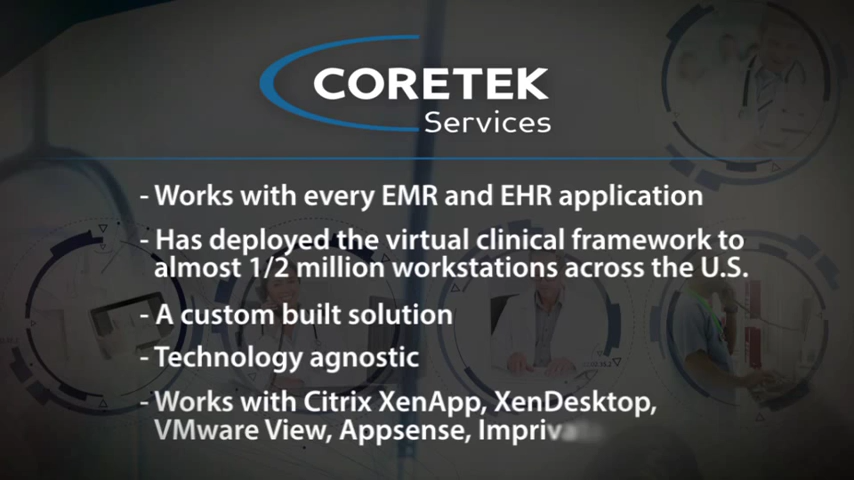 CORETEK
Services
- Works with every EMR and EHR application
- Has deployed the virtual clinical framework to
almost 1/2 million workstations across the U.S.
- A custom built solution
- Technology agnostic
- Works with Citrix XenApp, XenDesktop,
VMware View, Appsense,